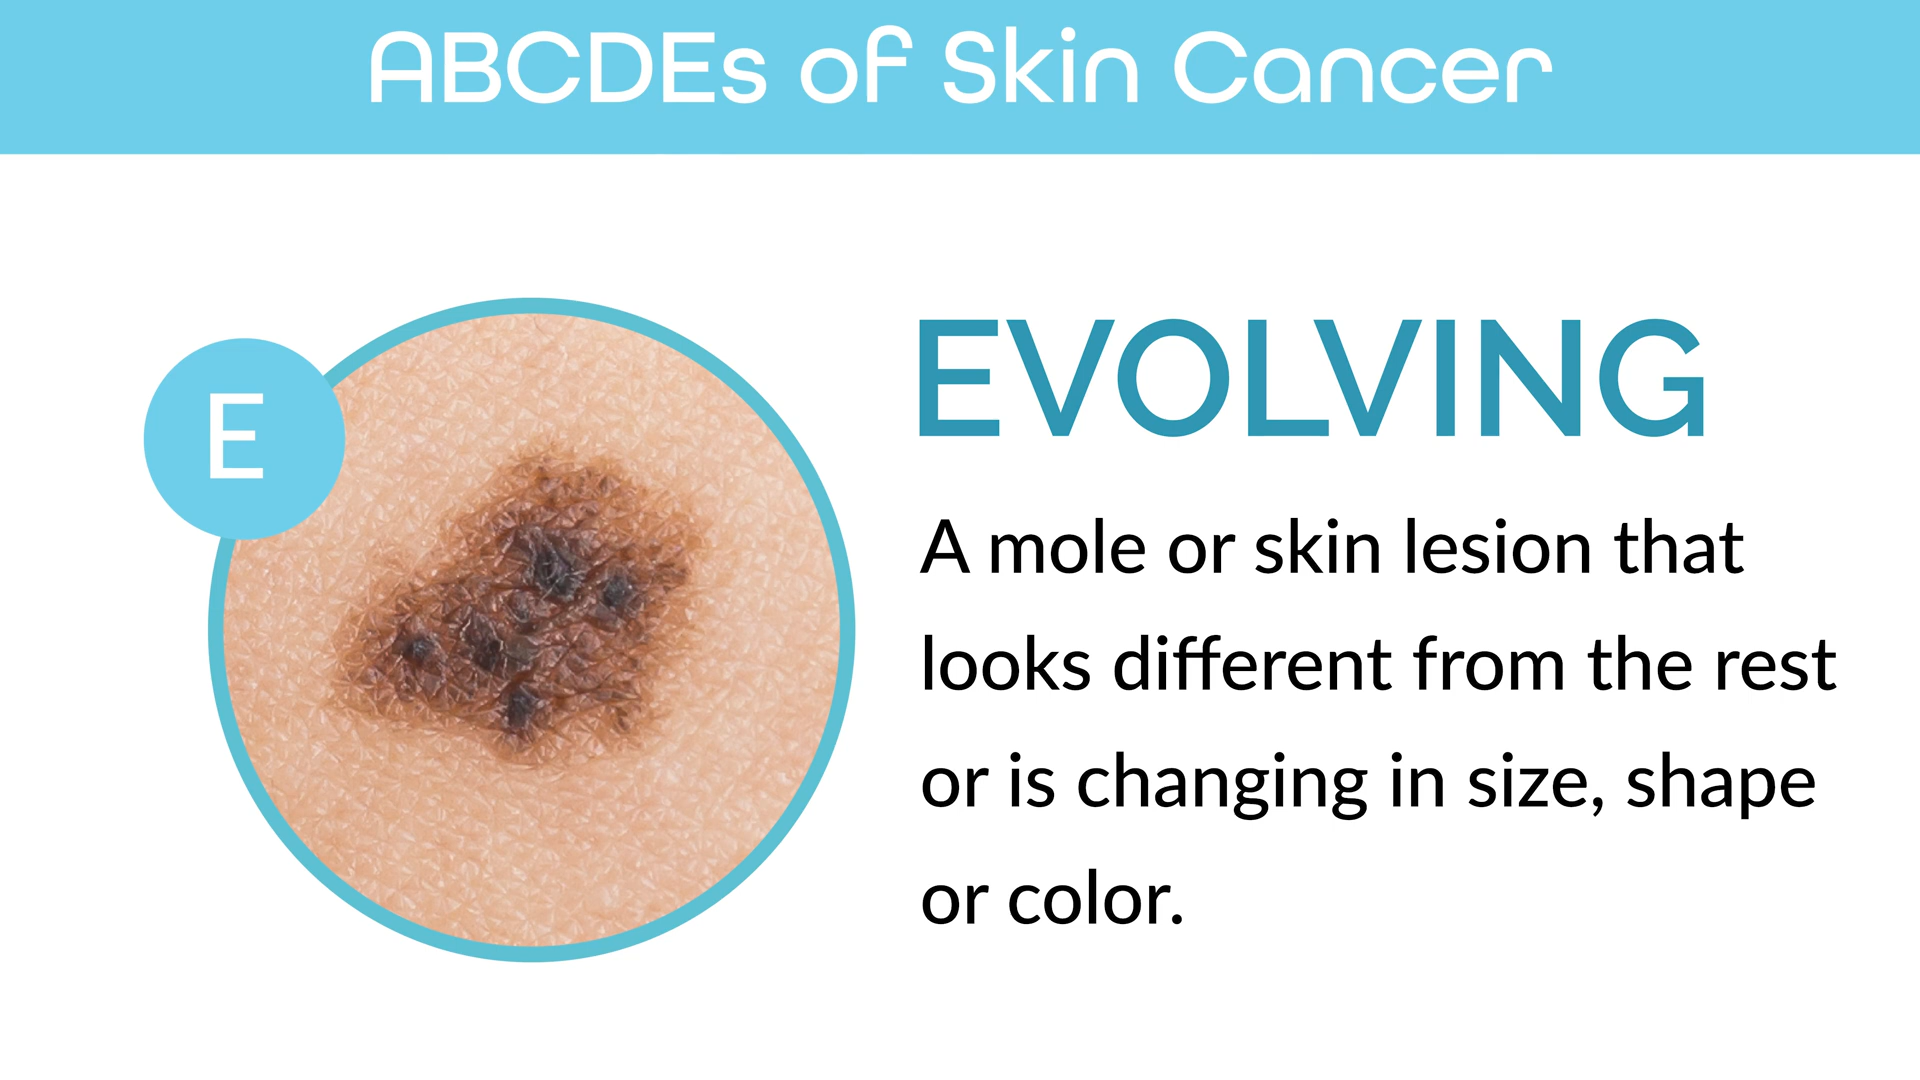 ABCDEs of Skin Cancer
E
EVOLVING
A mole or skin lesion that
looks different from the rest
or is changing in size, shape
or color.